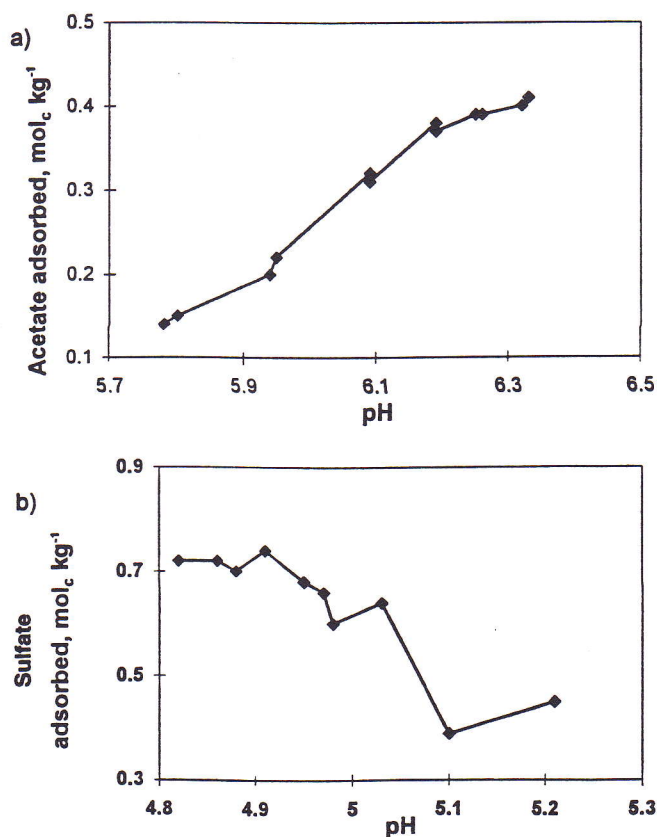 a)
Acetate adsorbed, mol_c kg⁻¹
0.5
0.4
0.3
0.2
0.1
5.7 5.9 6.1 6.3 6.5
pH
b)
Sulfate
adsorbed, mol_c kg⁻¹
0.9
0.7
0.5
0.3
4.8 4.9 5 5.1 5.2 5.3
pH